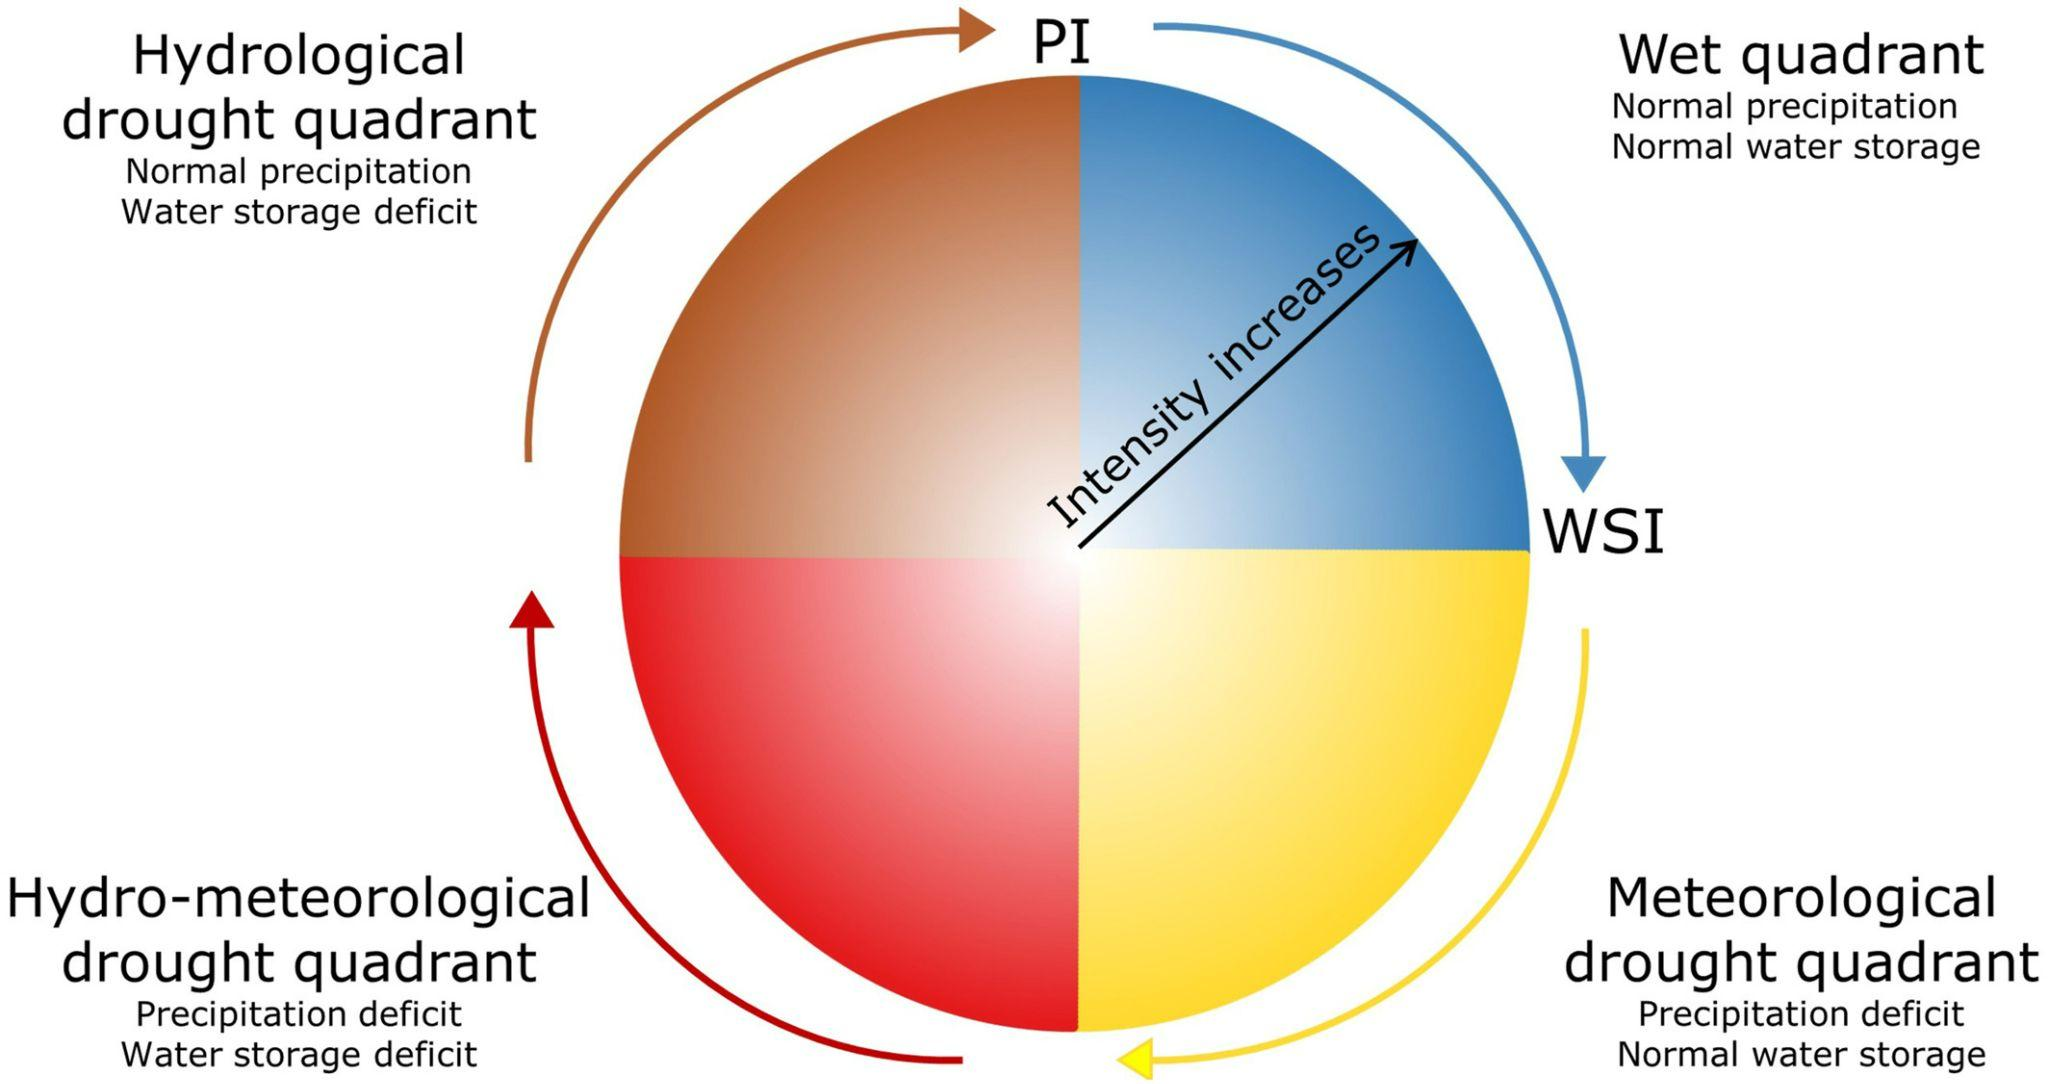 Hydrological
drought quadrant
Normal precipitation
Water storage deficit
PI
Wet quadrant
Normal precipitation
Normal water storage
Intensity increases
WSI
Hydro-meteorological
drought quadrant
Precipitation deficit
Water storage deficit
Meteorological
drought quadrant
Precipitation deficit
Normal water storage